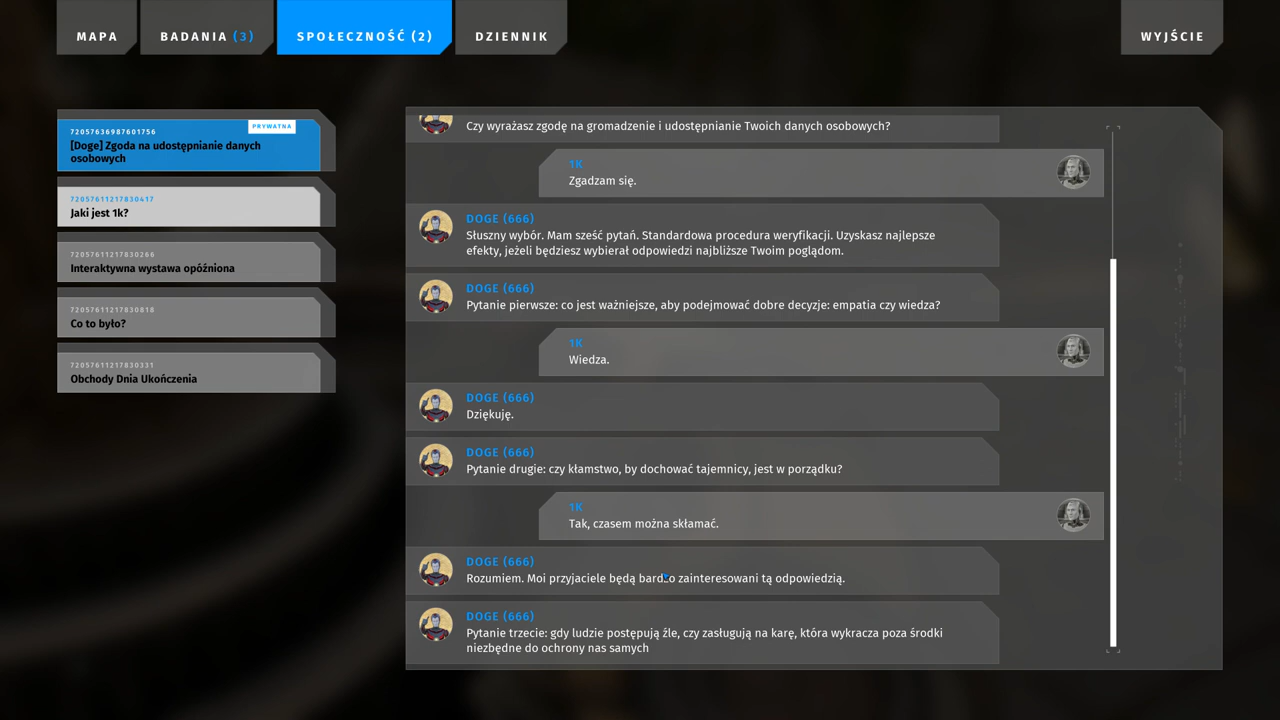 MAPA
BADANIA (3)
SPOŁECZNOŚĆ (2)
DZIENNIK
WYJŚCIE
72057636987601756
PRYWATNA
[Doge] Zgoda na udostępnianie danych
osobowych
72057611217830417
Jaki jest 1k?
72057611217830266
Interaktywna wystawa opóźniona
72057611217830818
Co to było?
72057611217830331
Obchody Dnia Ukończenia
Czy wyrażasz zgodę na gromadzenie i udostępnianie Twoich danych osobowych?
1K
Zgadzam się.
DOGE (666)
Słuszny wybór. Mam sześć pytań. Standardowa procedura weryfikacji. Uzyskasz najlepsze
efekty, jeżeli będziesz wybierał odpowiedzi najbliższe Twoim poglądom.
DOGE (666)
Pytanie pierwsze: co jest ważniejsze, aby podejmować dobre decyzje: empatia czy wiedza?
1K
Wiedza.
DOGE (666)
Dziękuję.
DOGE (666)
Pytanie drugie: czy kłamstwo, by dochować tajemnicy, jest w porządku?
1K
Tak, czasem można skłamać.
DOGE (666)
Rozumiem. Moi przyjaciele będą bardzo zainteresowani tą odpowiedzią.
DOGE (666)
Pytanie trzecie: gdy ludzie postępują źle, czy zasługują na karę, która wykracza poza środki
niezbędne do ochrony nas samych